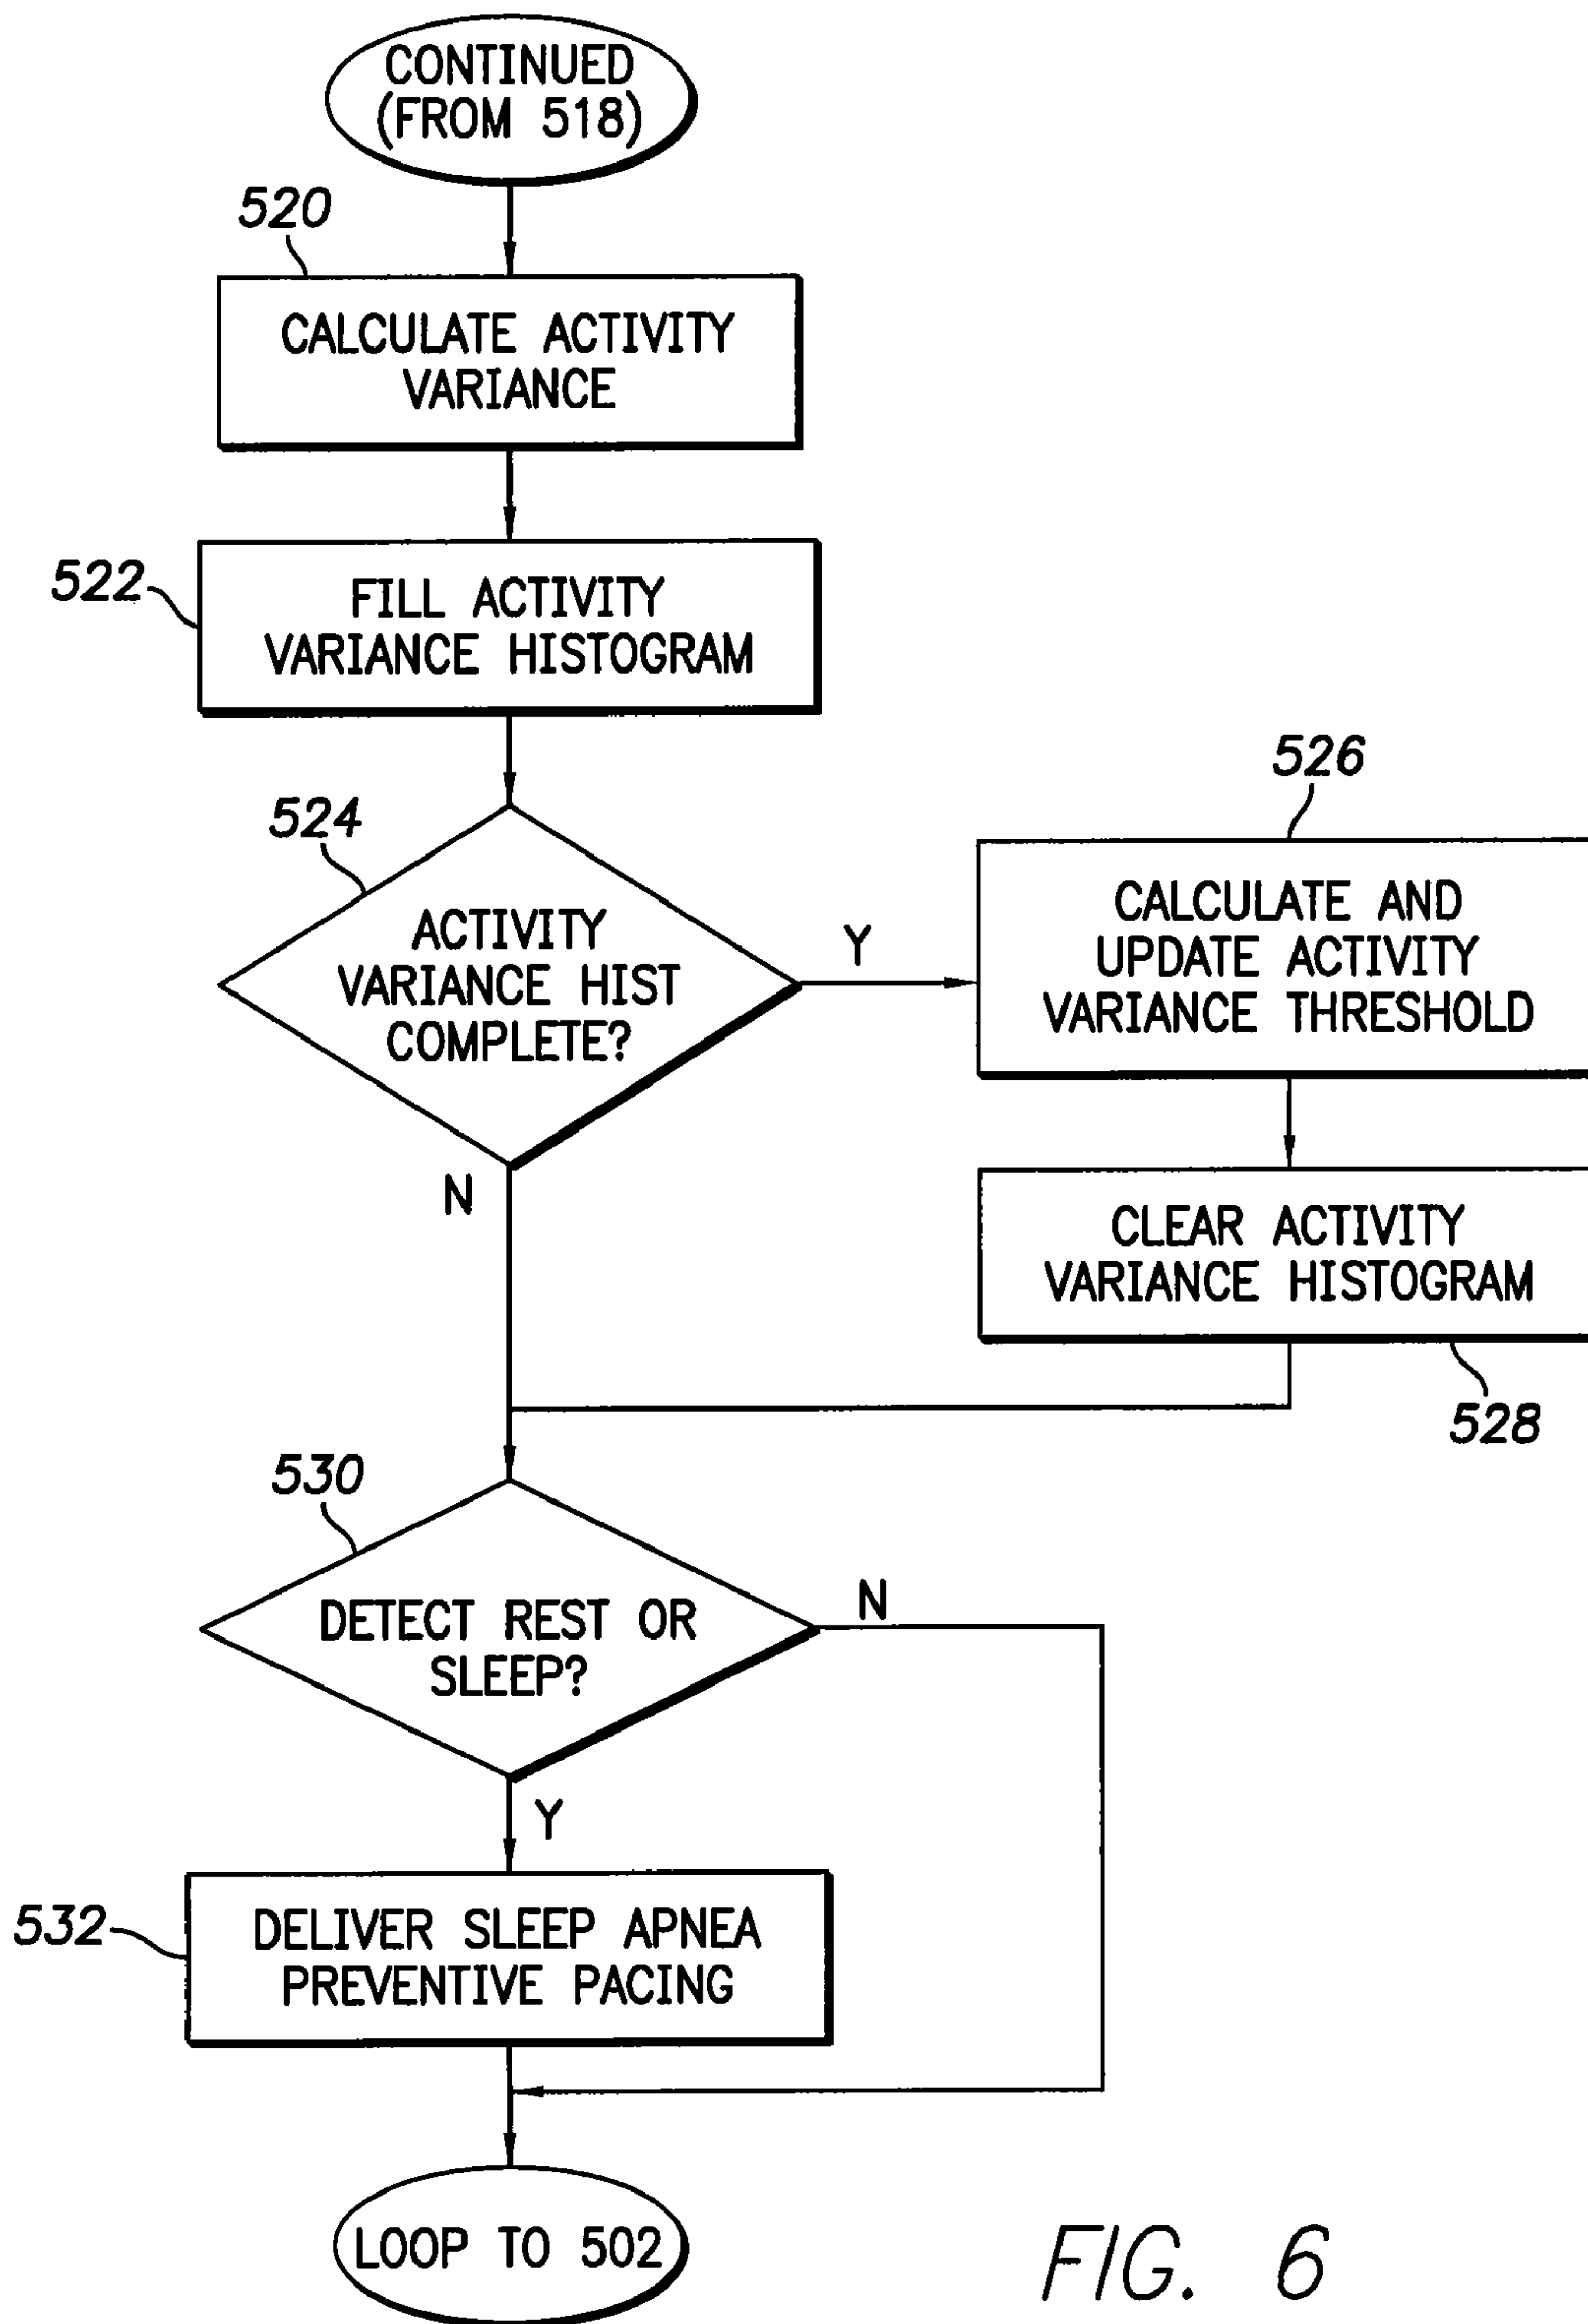 CONTINUED
(FROM 518)
520
CALCULATE ACTIVITY
VARIANCE
522
FILL ACTIVITY
VARIANCE HISTOGRAM
524
ACTIVITY
VARIANCE HIST
COMPLETE?
Y
N
526
CALCULATE AND
UPDATE ACTIVITY
VARIANCE THRESHOLD
CLEAR ACTIVITY
VARIANCE HISTOGRAM
528
530
DETECT REST OR
SLEEP?
N
Y
532
DELIVER SLEEP APNEA
PREVENTIVE PACING
LOOP TO 502
FIG. 6